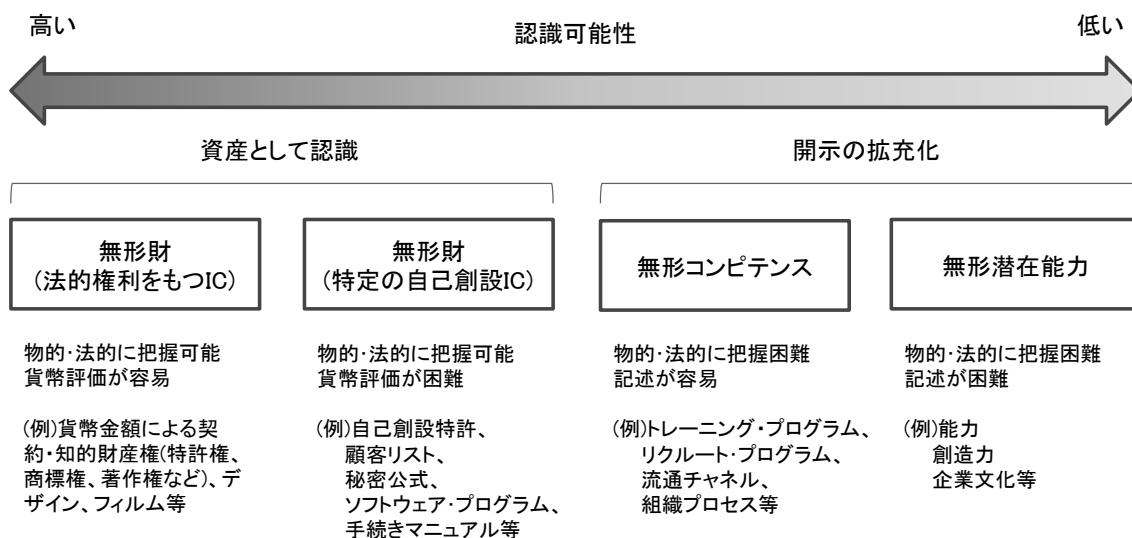 高い
認識可能性
低い
資産として認識
開示の拡充化
無形財
(法的権利をもつIC)
無形財
(特定の自己創設IC)
無形コンピテンス
無形潜在能力
物的・法的に把握可能
貨幣評価が容易
(例)貨幣金額による契
約・知的財産権(特許権、
商標権、著作権など)、デ
ザイン、フィルム等
物的・法的に把握可能
貨幣評価が困難
(例)自己創設特許、
顧客リスト、
秘密公式、
ソフトウェア・プログラム、
手続きマニュアル等
物的・法的に把握困難
記述が容易
(例)トレーニング・プログラム、
リクルート・プログラム、
流通チャネル、
組織プロセス等
物的・法的に把握困難
記述が困難
(例)能力
創造力
企業文化等